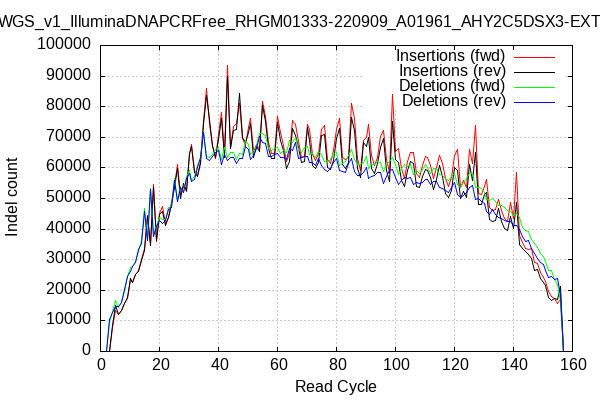 WGS_v1_IlluminaDNAPCRFree_RHGM01333-220909_A01961_AHY2C5DSX3-EXT
100000
90000
80000
70000
60000
50000
40000
30000
20000
10000
0
Indel count
Insertions (fwd)
Insertions (rev)
Deletions (fwd)
Deletions (rev)
0 20 40 60 80 100 120 140 160
Read Cycle